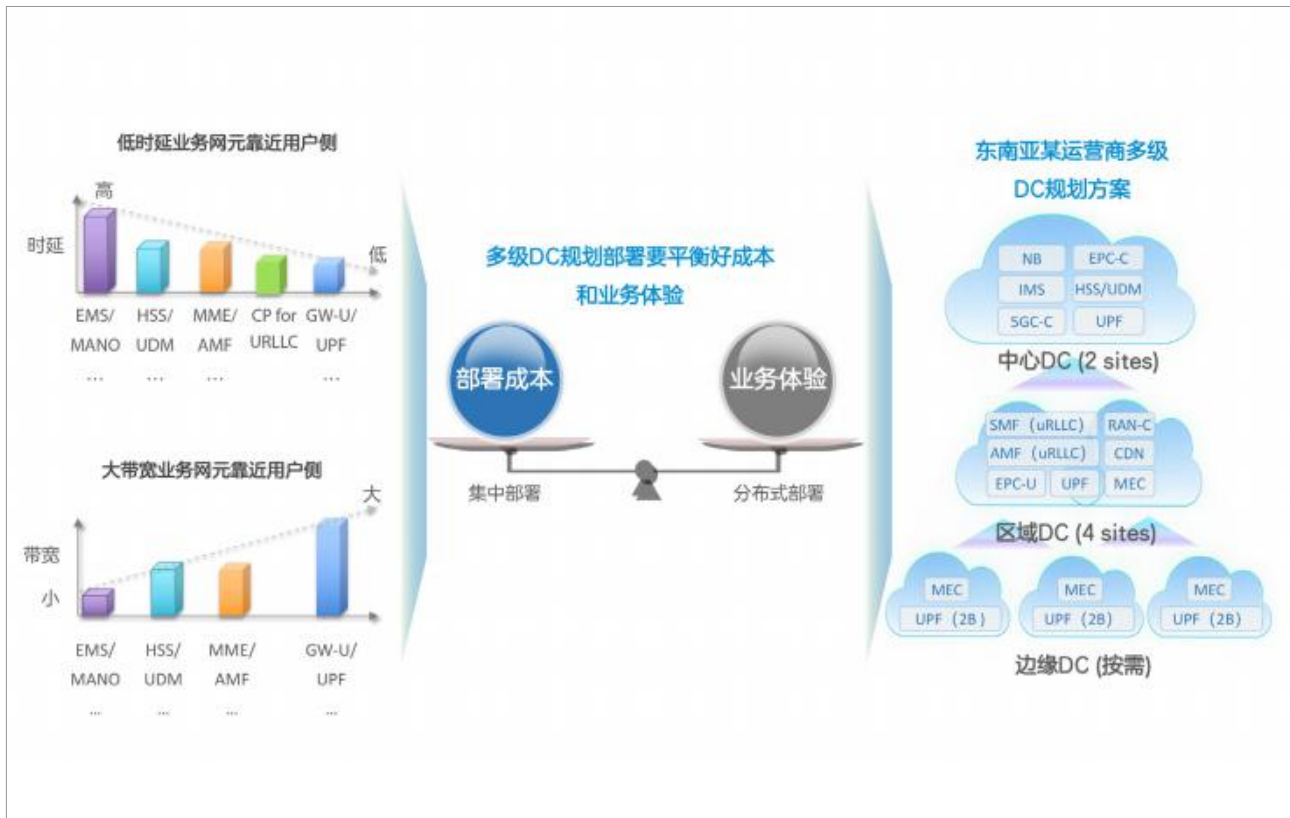 低时延业务网元靠近用户侧
高
时延
低
EMS/ HSS/ MME/ CP for GW-U/
MANO UDM AMF URLLC UPF
... ... ... ...
大带宽业务网元靠近用户侧
大
带宽
小
EMS/ HSS/ MME/ GW-U/
MANO UDM AMF UPF
... ... ... ...
多级DC规划部署要平衡好成本
和业务体验
部署成本 业务体验
集中部署 分布式部署
东南亚某运营商多级
DC规划方案
NB EPC-C
IMS HSS/UDM
5GC-C UPF
中心DC (2 sites)
SMF (uRLLC) RAN-C
AMF (uRLLC) CDN
EPC-U UPF MEC
区域DC (4 sites)
MEC MEC MEC
UPF (2B) UPF (2B) UPF (2B)
边缘DC (按需)